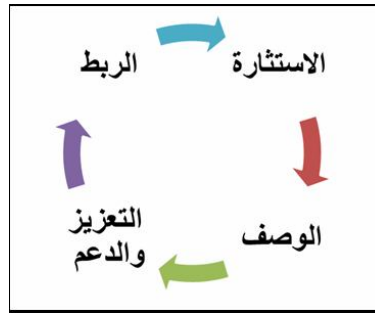 الاستثارة
الربط
الوصف
التعزيز
والدعم